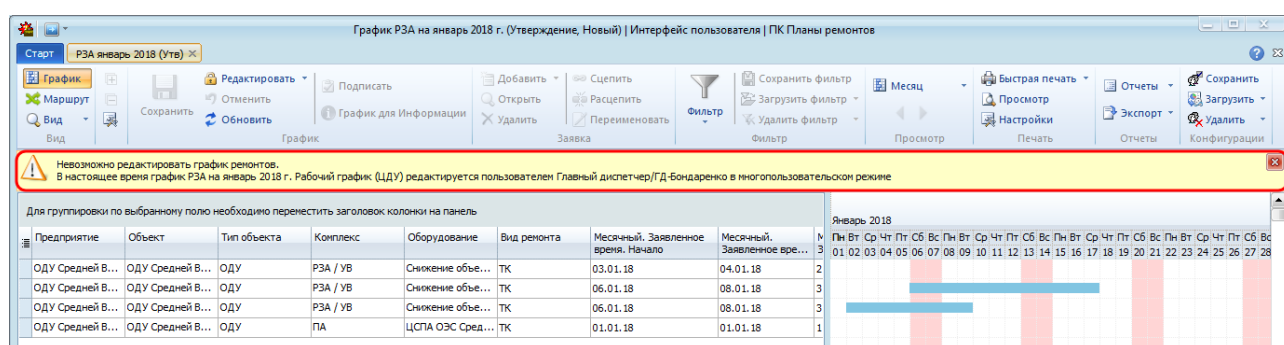 График РЗА на январь 2018 г. (Утверждение, Новый) | Интерфейс пользователя | ПК Планы ремонтов
Старт РЗА январь 2018 (Утв)
График Редактировать Подписать Добавить Сцепить Сохранить фильтр Месяц Быстрая печать Отчеты Сохранить
Маршрут Сохранить Отменить График для Информации Открыть Расцепить Фильтр Загрузить фильтр Просмотр Экспорт Загрузить
Вид Обновить Удалить Переименовать Удалить фильтр Настройки Удалить
Вид График Заявка Фильтр Просмотр Печать Отчеты Конфигурации
Невозможно редактировать график ремонтов.
В настоящее время график РЗА на январь 2018 г. Рабочий график (ЦДУ) редактируется пользователем Главный диспетчер/ГД-Бондаренко в многопользовательском режиме
Для группировки по выбранному полю необходимо переместить заголовок колонки на панель
Январь 2018
Предприятие Объект Тип объекта Комплекс Оборудование Вид ремонта Месячный. Заявленное время. Начало Месячный. Заявленное вре... Пн Вт Ср Чт Пт Сб Вс Пн Вт Ср Чт Пт Сб Вс Пн Вт Ср Чт Пт Сб Вс Пн Вт Ср Чт Пт Сб Вс
01 02 03 04 05 06 07 08 09 10 11 12 13 14 15 16 17 18 19 20 21 22 23 24 25 26 27 28
ОДУ Средней В... ОДУ Средней В... ОДУ РЗА / УВ Снижение объе... ТК 03.01.18 04.01.18 2
ОДУ Средней В... ОДУ Средней В... ОДУ РЗА / УВ Снижение объе... ТК 06.01.18 08.01.18 3
ОДУ Средней В... ОДУ Средней В... ОДУ РЗА / УВ Снижение объе... ТК 06.01.18 08.01.18 3
ОДУ Средней В... ОДУ Средней В... ОДУ ПА ЦСПА ОЭС Сред... ТК 01.01.18 01.01.18 1